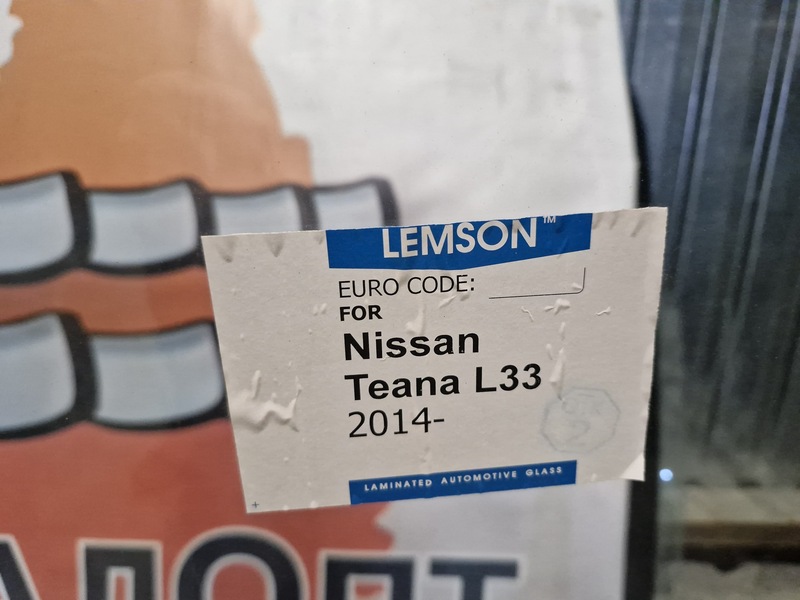 LEMSON™
EURO CODE:
FOR
Nissan
Teana L33
2014-
LAMINATED AUTOMOTIVE GLASS